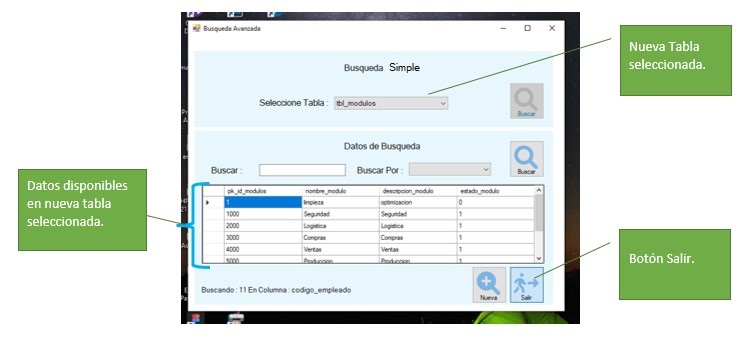 Busqueda Avanzada
Nueva Tabla
seleccionada.
Busqueda Simple
Seleccione Tabla : tbl_modulos
Buscar
Datos de Busqueda
Buscar : Buscar Por :
Buscar
Datos disponibles
en nueva tabla
seleccionada.
pk_id_modulos nombre_modulo descripcion_modulo estado_modulo
1 limpieza optimizacion 0
1000 Seguridad Seguridad 1
2000 Logistica Logistica 1
3000 Compras Compras 1
4000 Ventas Ventas 1
5000 Produccion Produccion 1
Botón Salir.
Buscando : 11 En Columna : codigo_empleado
Nueva Salir